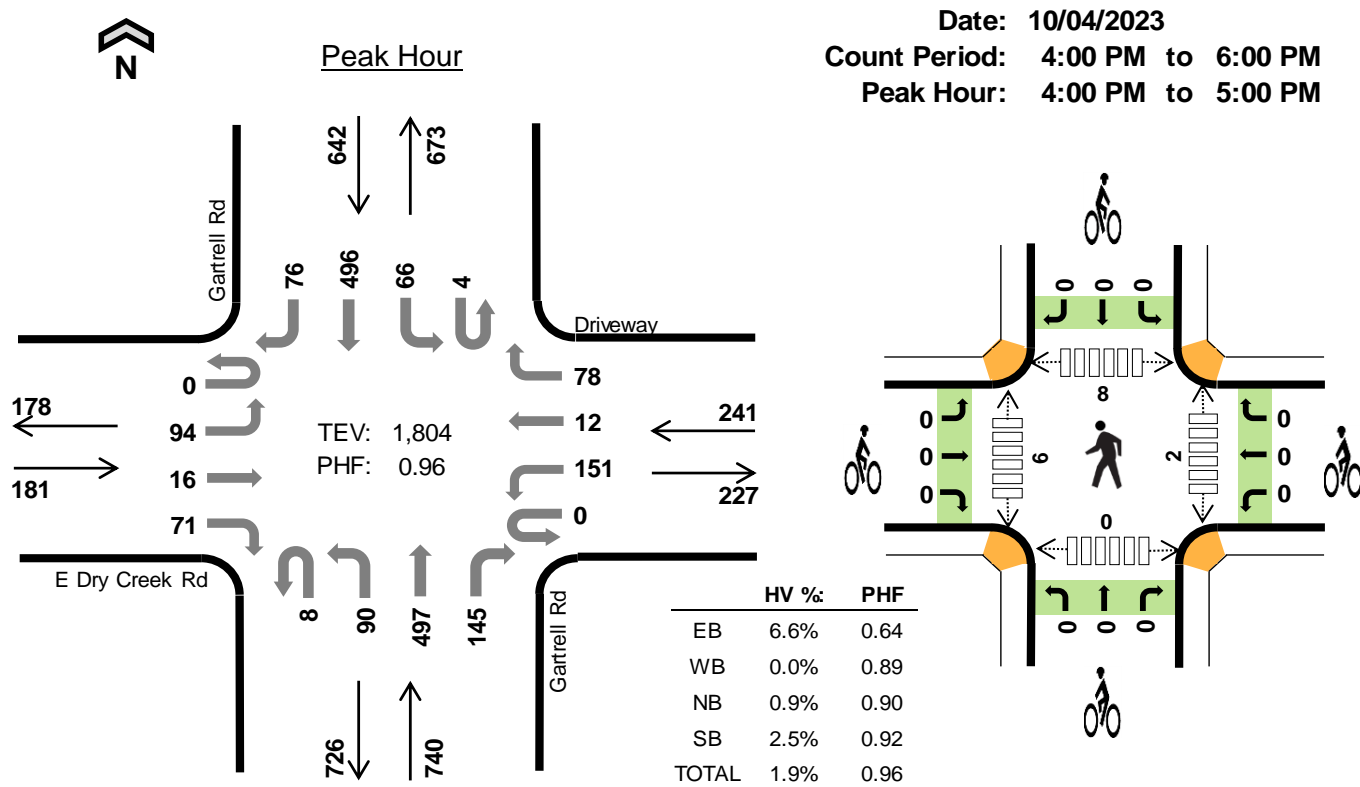 Date: 10/04/2023
Count Period: 4:00 PM to 6:00 PM
Peak Hour: 4:00 PM to 5:00 PM
N
Peak Hour
642
673
Gartrell Rd
76
496
66
4
Driveway
0
94
16
71
178
181
TEV: 1,804
PHF: 0.96
78
12
151
0
241
227
E Dry Creek Rd
8
90
497
145
Gartrell Rd
726
740
HV %: PHF
EB 6.6% 0.64
WB 0.0% 0.89
NB 0.9% 0.90
SB 2.5% 0.92
TOTAL 1.9% 0.96
0 0 0
8
0
0
0
6
2
0
0
0
0
0 0 0